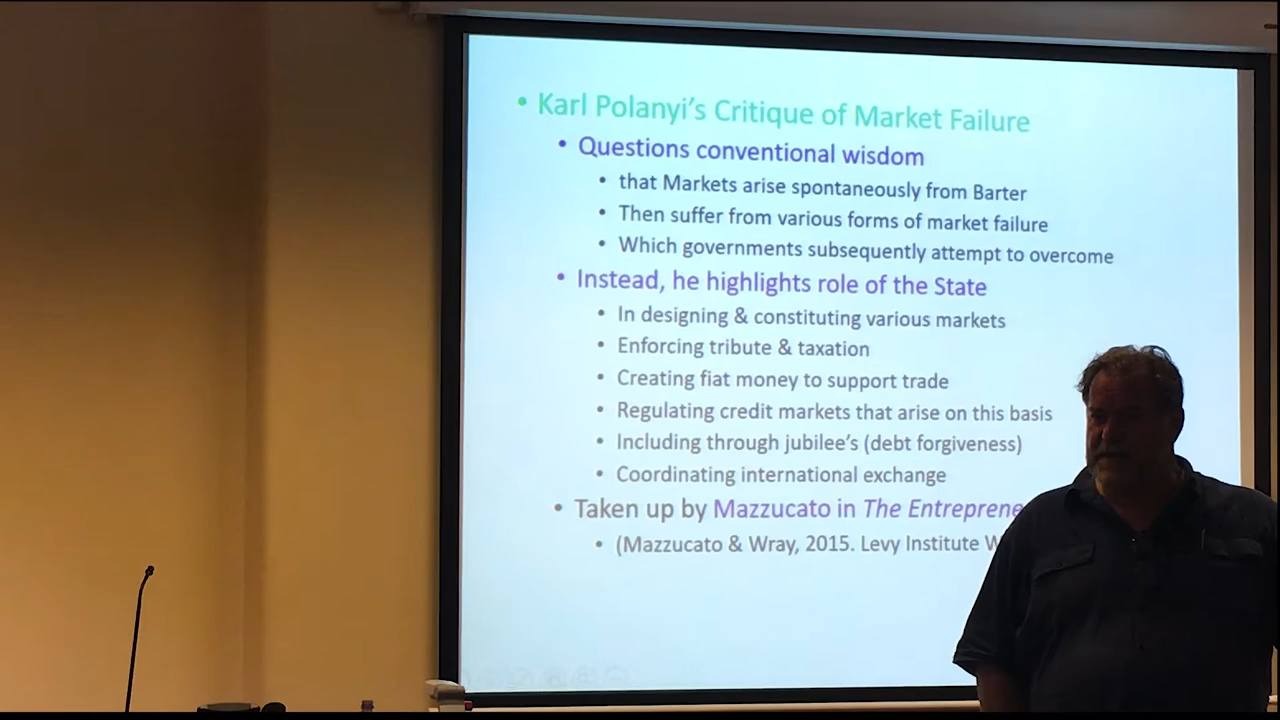 • Karl Polanyi's Critique of Market Failure
• Questions conventional wisdom
• that Markets arise spontaneously from Barter
• Then suffer from various forms of market failure
• Which governments subsequently attempt to overcome
• Instead, he highlights role of the State
• In designing & constituting various markets
• Enforcing tribute & taxation
• Creating fiat money to support trade
• Regulating credit markets that arise on this basis
• Including through jubilee's (debt forgiveness)
• Coordinating international exchange
• Taken up by Mazzucato in The Entreprene
• (Mazzucato & Wray, 2015. Levy Institute W